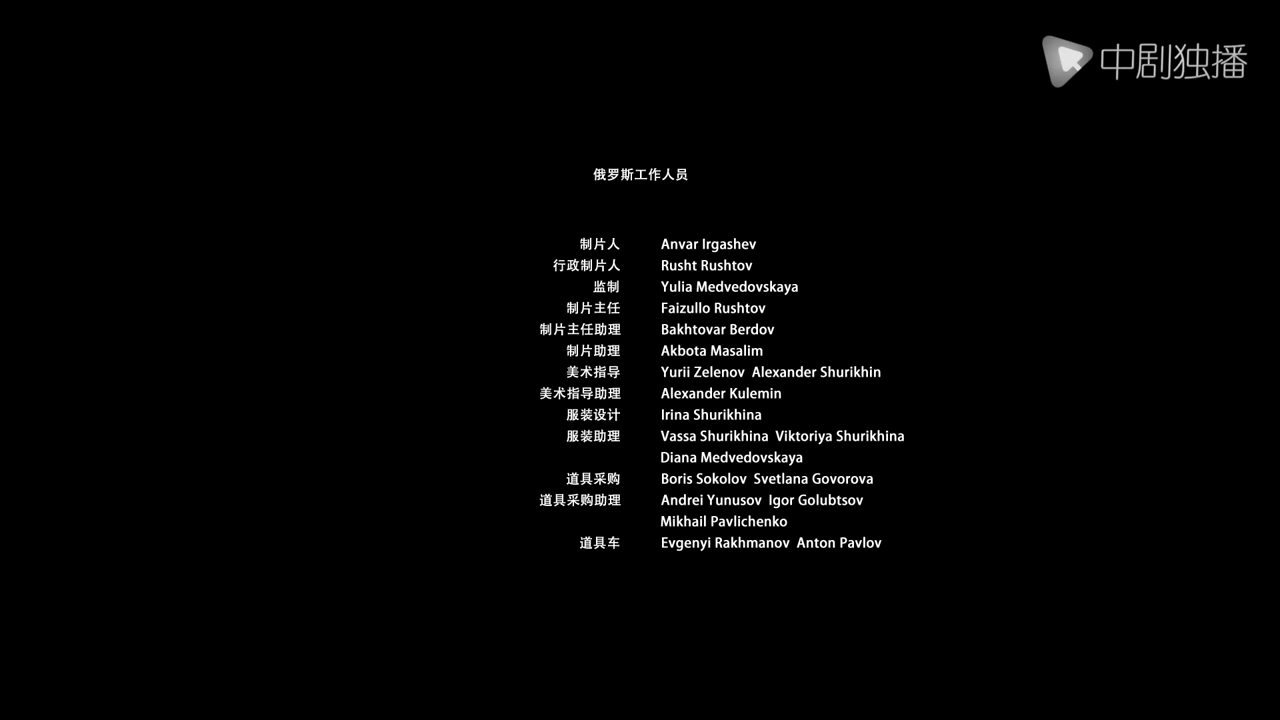 中剧独播
俄罗斯工作人员
制片人 Anvar Irgashev
行政制片人 Rusht Rushtov
监制 Yulia Medvedovskaya
制片主任 Faizullo Rushtov
制片主任助理 Bakhtovar Berdov
制片助理 Akbota Masalim
美术指导 Yurii Zelenov Alexander Shurikhin
美术指导助理 Alexander Kulemin
服装设计 Irina Shurikhina
服装助理 Vassa Shurikhina Viktoriya Shurikhina
Diana Medvedovskaya
道具采购 Boris Sokolov Svetlana Govorova
道具采购助理 Andrei Yunusov Igor Golubtsov
Mikhail Pavlichenko
道具车 Evgenyi Rakhmanov Anton Pavlov